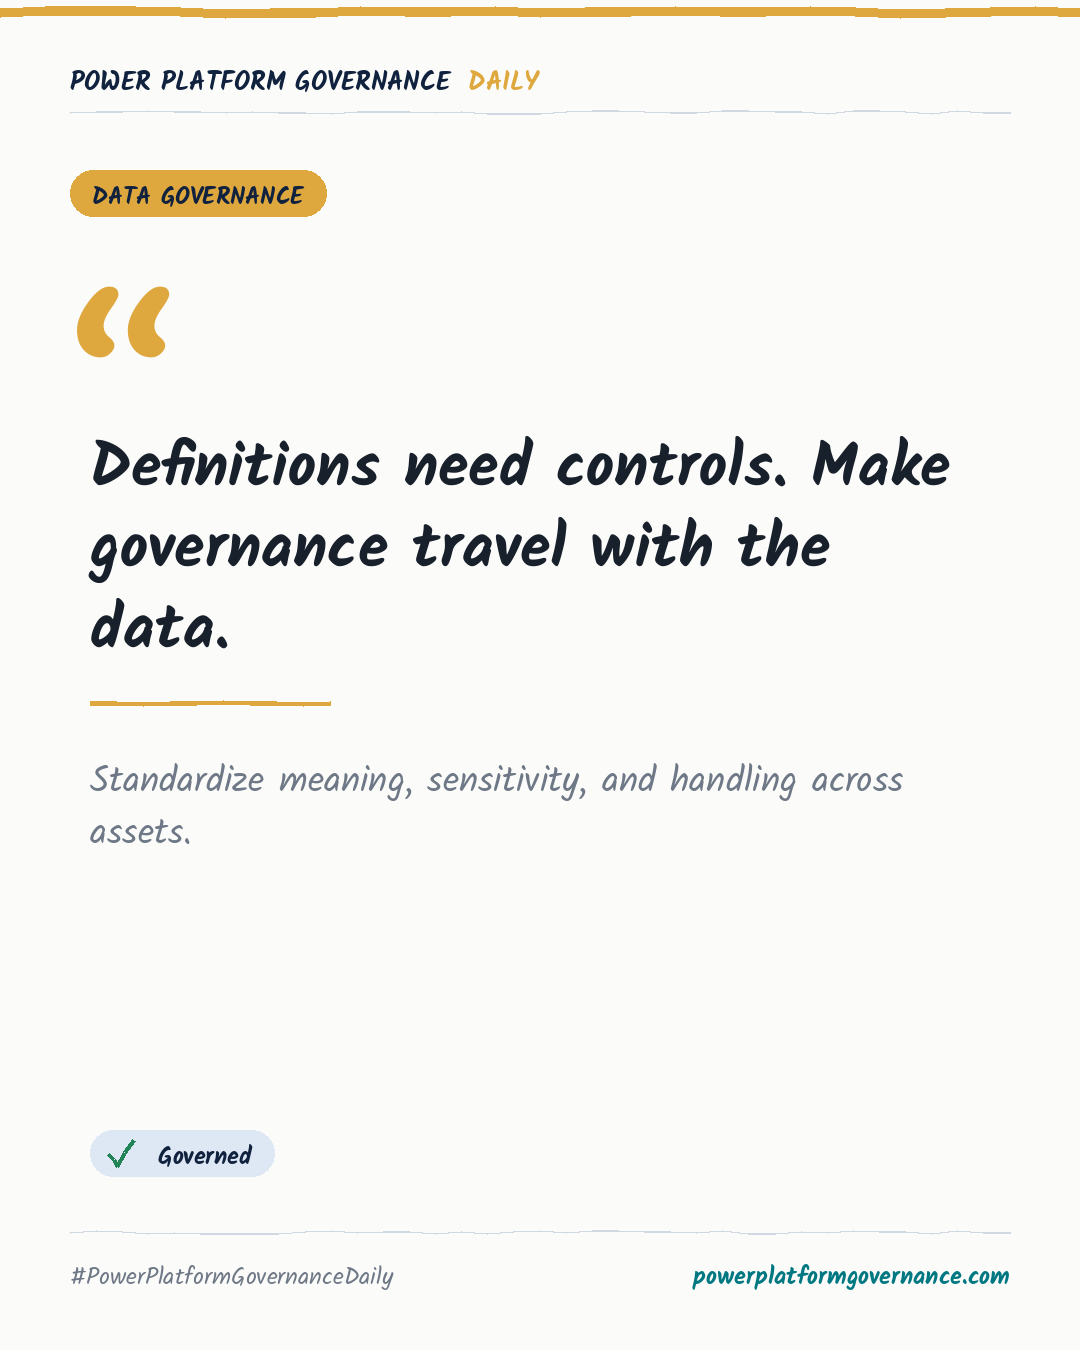 POWER PLATFORM GOVERNANCE DAILY
DATA GOVERNANCE
“
Definitions need controls. Make
governance travel with the
data.
Standardize meaning, sensitivity, and handling across
assets.
✓ Governed
#PowerPlatformGovernanceDaily powerplatformgovernance.com